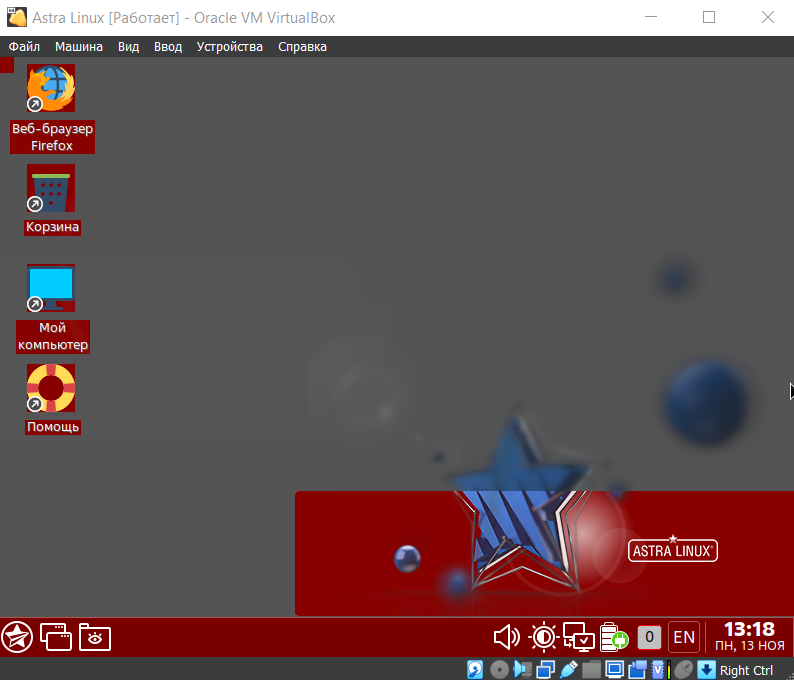 Astra Linux [Работает] - Oracle VM VirtualBox
Файл Машина Вид Ввод Устройства Справка
Веб-браузер
Firefox
Корзина
Мой
компьютер
Помощь
ASTRA LINUX®
0 EN 13:18
ПН, 13 НОЯ
Right Ctrl